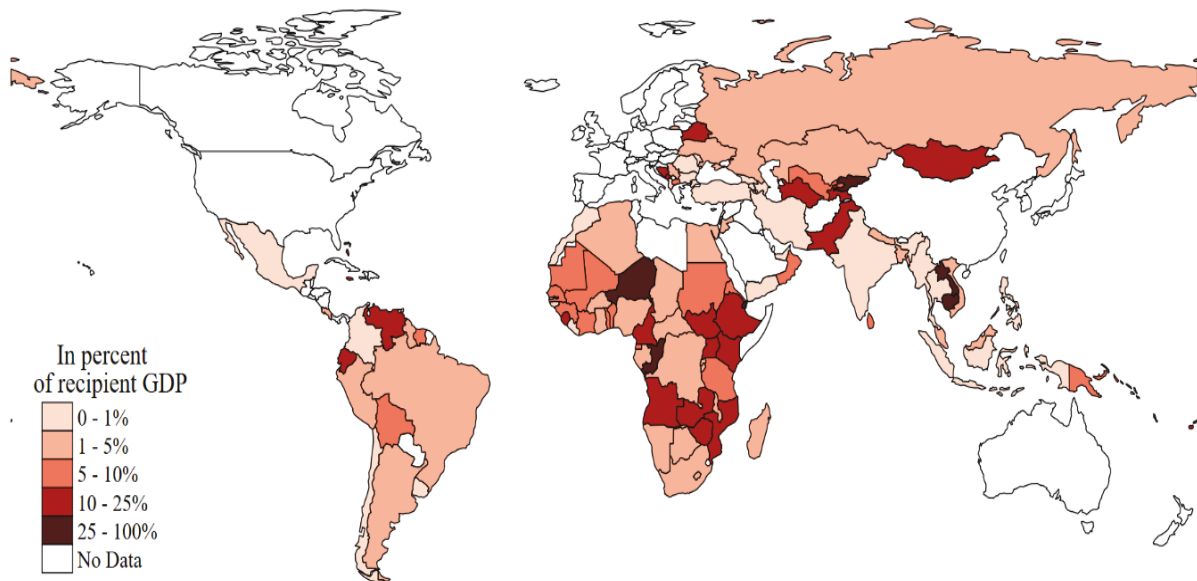 In percent
of recipient GDP
0 - 1%
1 - 5%
5 - 10%
10 - 25%
25 - 100%
No Data